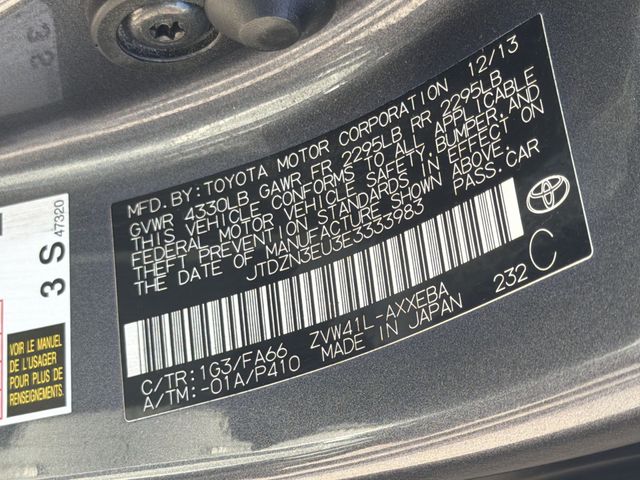 MFD. BY: TOYOTA MOTOR CORPORATION 12/13
GVWR 4330LB GAWR FR 2295LB RR 2295LB
THIS VEHICLE CONFORMS TO ALL APPLICABLE
FEDERAL MOTOR VEHICLE SAFETY, BUMPER, AND
THEFT PREVENTION STANDARDS IN EFFECT ON
THE DATE OF MANUFACTURE SHOWN ABOVE.
JTDZN3EU3E3333983 PASS. CAR
C/TR: 1G3/FA66 ZVW41L-AXXEBA 232 C
A/TM: -01A/P410 MADE IN JAPAN
TOYOTA
3 S
47320
VOIR LE MANUEL
DE L'USAGER
POUR PLUS DE
RENSEIGNEMENTS.